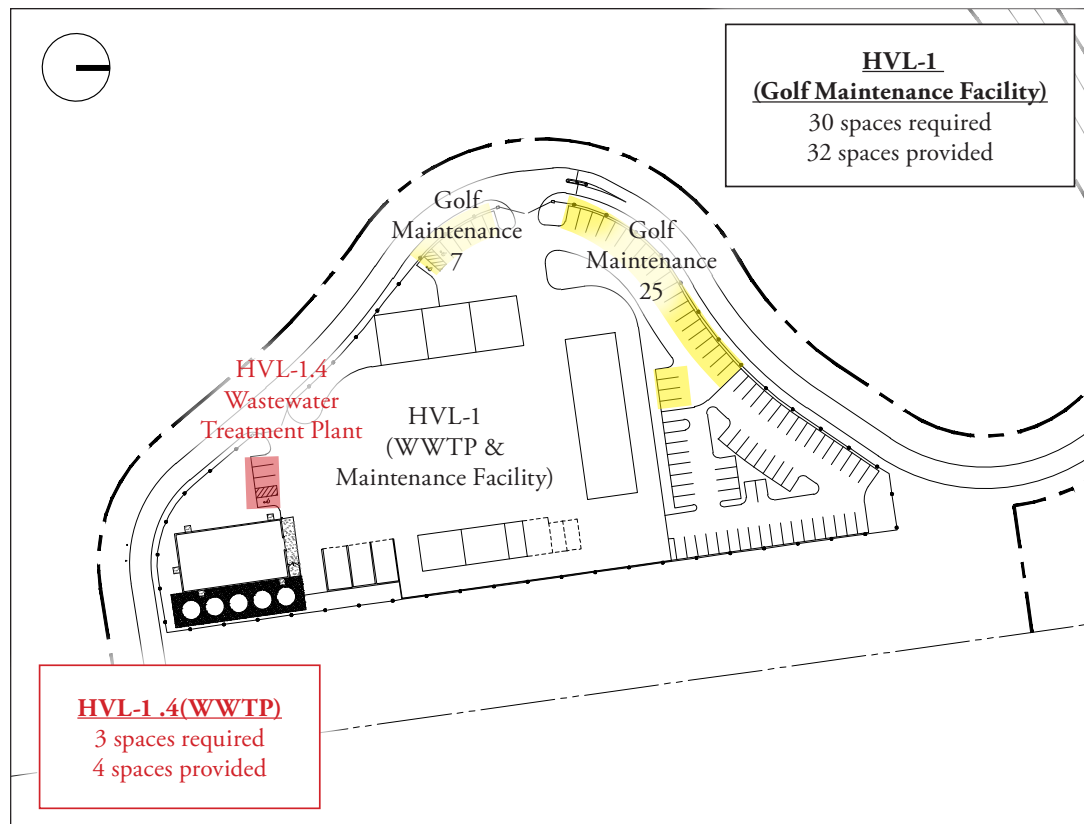 HVL-1
(Golf Maintenance Facility)
30 spaces required
32 spaces provided
Golf
Maintenance
7
Golf
Maintenance
25
HVL-1.4
Wastewater
Treatment Plant
HVL-1
(WWTP &
Maintenance Facility)
HVL-1 .4(WWTP)
3 spaces required
4 spaces provided